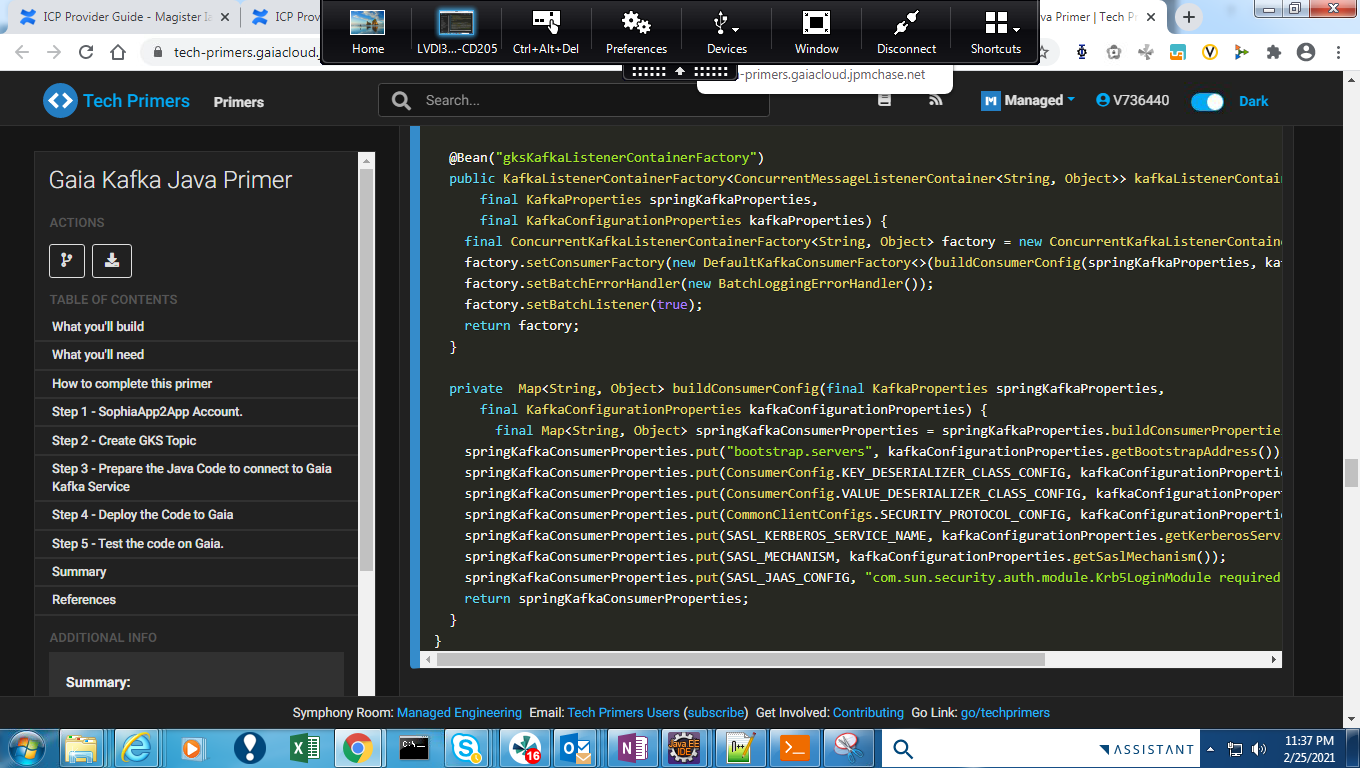 ICP Provider Guide - Magister
ICP Prov
Home
LVDI3...-CD205
Ctrl+Alt+Del
Preferences
Devices
Window
Disconnect
Shortcuts
va Primer | Tech Pr
tech-primers.gaiacloud.
-primers.gaiacloud.jpmchase.net
Tech Primers
Primers
Search...
Managed
V736440
Dark
Gaia Kafka Java Primer
ACTIONS
TABLE OF CONTENTS
What you'll build
What you'll need
How to complete this primer
Step 1 - SophiaApp2App Account.
Step 2 - Create GKS Topic
Step 3 - Prepare the Java Code to connect to Gaia
Kafka Service
Step 4 - Deploy the Code to Gaia
Step 5 - Test the code on Gaia.
Summary
References
ADDITIONAL INFO
Summary:
@Bean("gksKafkaListenerContainerFactory")
public KafkaListenerContainerFactory<ConcurrentMessageListenerContainer<String, Object>> kafkaListenerContai
final KafkaProperties springKafkaProperties,
final KafkaConfigurationProperties kafkaProperties) {
final ConcurrentKafkaListenerContainerFactory<String, Object> factory = new ConcurrentKafkaListenerContain
factory.setConsumerFactory(new DefaultKafkaConsumerFactory<>(buildConsumerConfig(springKafkaProperties, ka
factory.setBatchErrorHandler(new BatchLoggingErrorHandler());
factory.setBatchListener(true);
return factory;
}
private Map<String, Object> buildConsumerConfig(final KafkaProperties springKafkaProperties,
final KafkaConfigurationProperties kafkaConfigurationProperties) {
final Map<String, Object> springKafkaConsumerProperties = springKafkaProperties.buildConsumerPropertie
springKafkaConsumerProperties.put("bootstrap.servers", kafkaConfigurationProperties.getBootstrapAddress())
springKafkaConsumerProperties.put(ConsumerConfig.KEY_DESERIALIZER_CLASS_CONFIG, kafkaConfigurationProperti
springKafkaConsumerProperties.put(ConsumerConfig.VALUE_DESERIALIZER_CLASS_CONFIG, kafkaConfigurationProper
springKafkaConsumerProperties.put(CommonClientConfigs.SECURITY_PROTOCOL_CONFIG, kafkaConfigurationProperti
springKafkaConsumerProperties.put(SASL_KERBEROS_SERVICE_NAME, kafkaConfigurationProperties.getKerberosServi
springKafkaConsumerProperties.put(SASL_MECHANISM, kafkaConfigurationProperties.getSaslMechanism());
springKafkaConsumerProperties.put(SASL_JAAS_CONFIG, "com.sun.security.auth.module.Krb5LoginModule required
return springKafkaConsumerProperties;
}
}
Symphony Room: Managed Engineering Email: Tech Primers Users (subscribe) Get Involved: Contributing Go Link: go/techprimers
16
Java EE
IDE
ASSISTANT
11:37 PM
2/25/2021